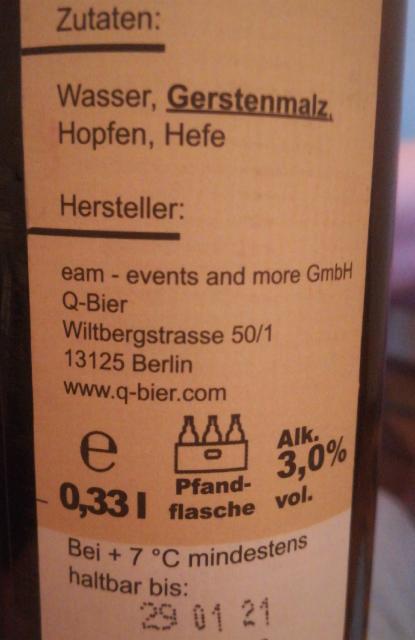 Zutaten:
Wasser, Gerstenmalz,
Hopfen, Hefe
Hersteller:
eam - events and more GmbH
Q-Bier
Wiltbergstrasse 50/1
13125 Berlin
www.q-bier.com
e
0,33 l
Pfand-
flasche
Alk.
3,0%
vol.
Bei + 7 °C mindestens
haltbar bis:
29 01 21